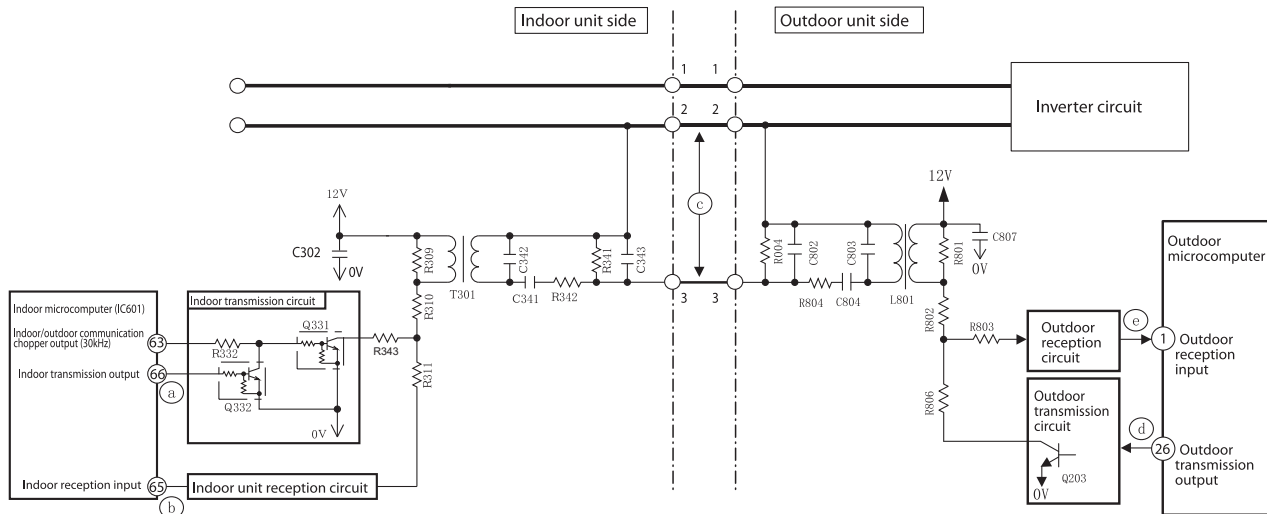 Indoor unit side
Outdoor unit side
1 1
2 2
Inverter circuit
c
12V
C302
0V
R309
T301
C342
C341
R342
R341
C343
3 3
R004
C802
C803
R804
C804
L801
12V
R801
C807
0V
R802
R803
R806
Outdoor microcomputer
Outdoor reception circuit
e
1
Outdoor reception input
Outdoor transmission circuit
Q203
0V
d
26
Outdoor transmission output
Indoor microcomputer (IC601)
Indoor/outdoor communication
chopper output (30kHz)
63
Indoor transmission output
66
a
Indoor reception input
65
b
Indoor transmission circuit
R332
Q331
Q332
0V
R310
R343
R311
Indoor unit reception circuit